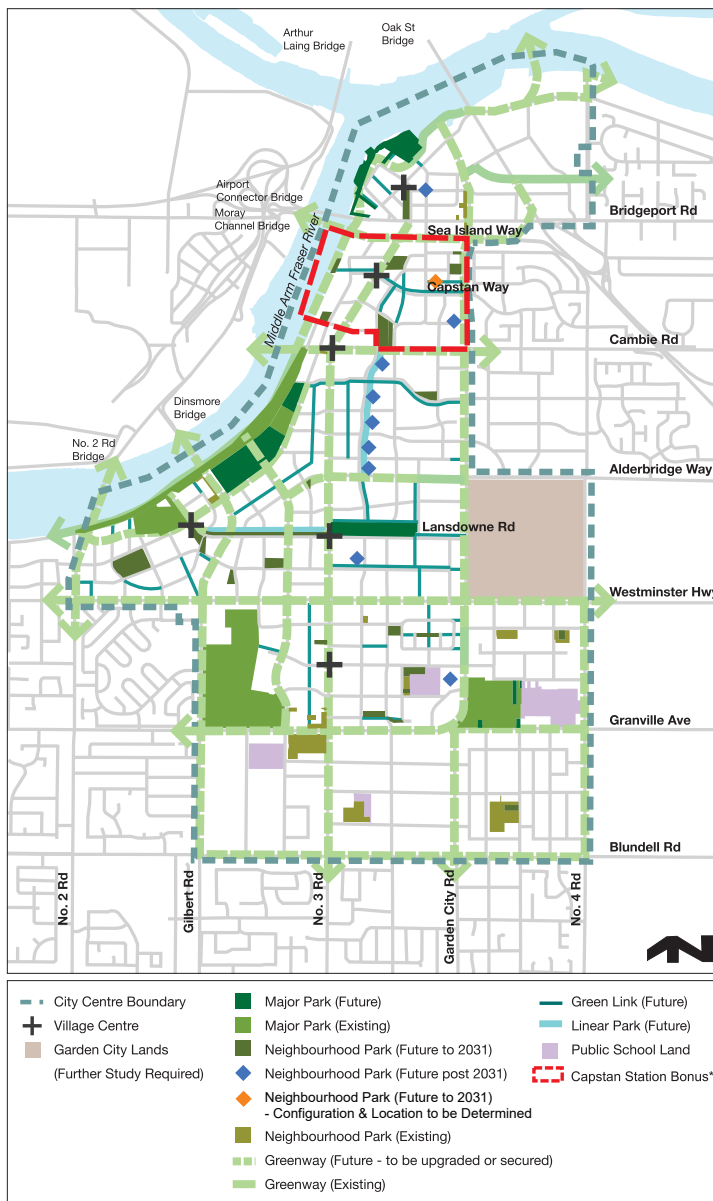 Arthur
Laing Bridge
Oak St
Bridge
Airport
Connector Bridge
Moray
Channel Bridge
Bridgeport Rd
Sea Island Way
Middle Arm Fraser River
Capstan Way
Cambie Rd
Dinsmore
Bridge
No. 2 Rd
Bridge
Alderbridge Way
Lansdowne Rd
Westminster Hwy
Granville Ave
Blundell Rd
No. 2 Rd
Gilbert Rd
No. 3 Rd
Garden City Rd
No. 4 Rd
N
City Centre Boundary
Village Centre
Garden City Lands
(Further Study Required)
Major Park (Future)
Major Park (Existing)
Neighbourhood Park (Future to 2031)
Neighbourhood Park (Future post 2031)
Neighbourhood Park (Future to 2031)
- Configuration & Location to be Determined
Neighbourhood Park (Existing)
Greenway (Future - to be upgraded or secured)
Greenway (Existing)
Green Link (Future)
Linear Park (Future)
Public School Land
Capstan Station Bonus*